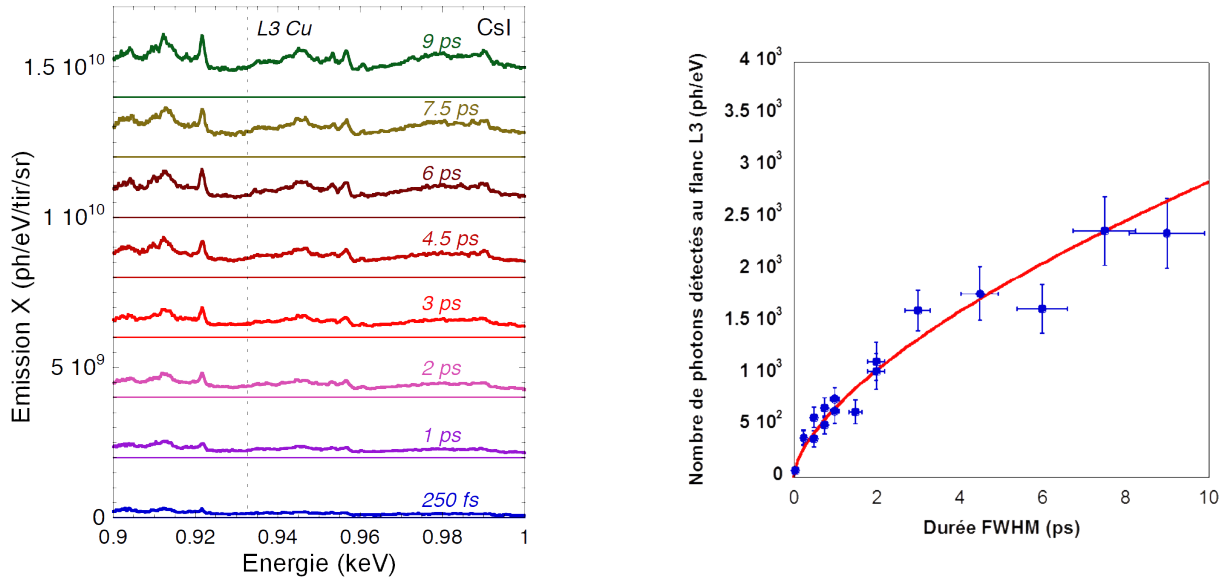 L3 Cu
CsI
9 ps
7.5 ps
6 ps
4.5 ps
3 ps
2 ps
1 ps
250 fs
1.5 10¹⁰
1 10¹⁰
5 10⁹
0
0.9
0.92
0.94
0.96
0.98
1
Energie (keV)
Emission X (ph/eV/tir/sr)
4 10³
3.5 10³
3 10³
2.5 10³
2 10³
1.5 10³
1 10³
5 10²
0
0
2
4
6
8
10
Durée FWHM (ps)
Nombre de photons détectés au flanc L3 (ph/eV)